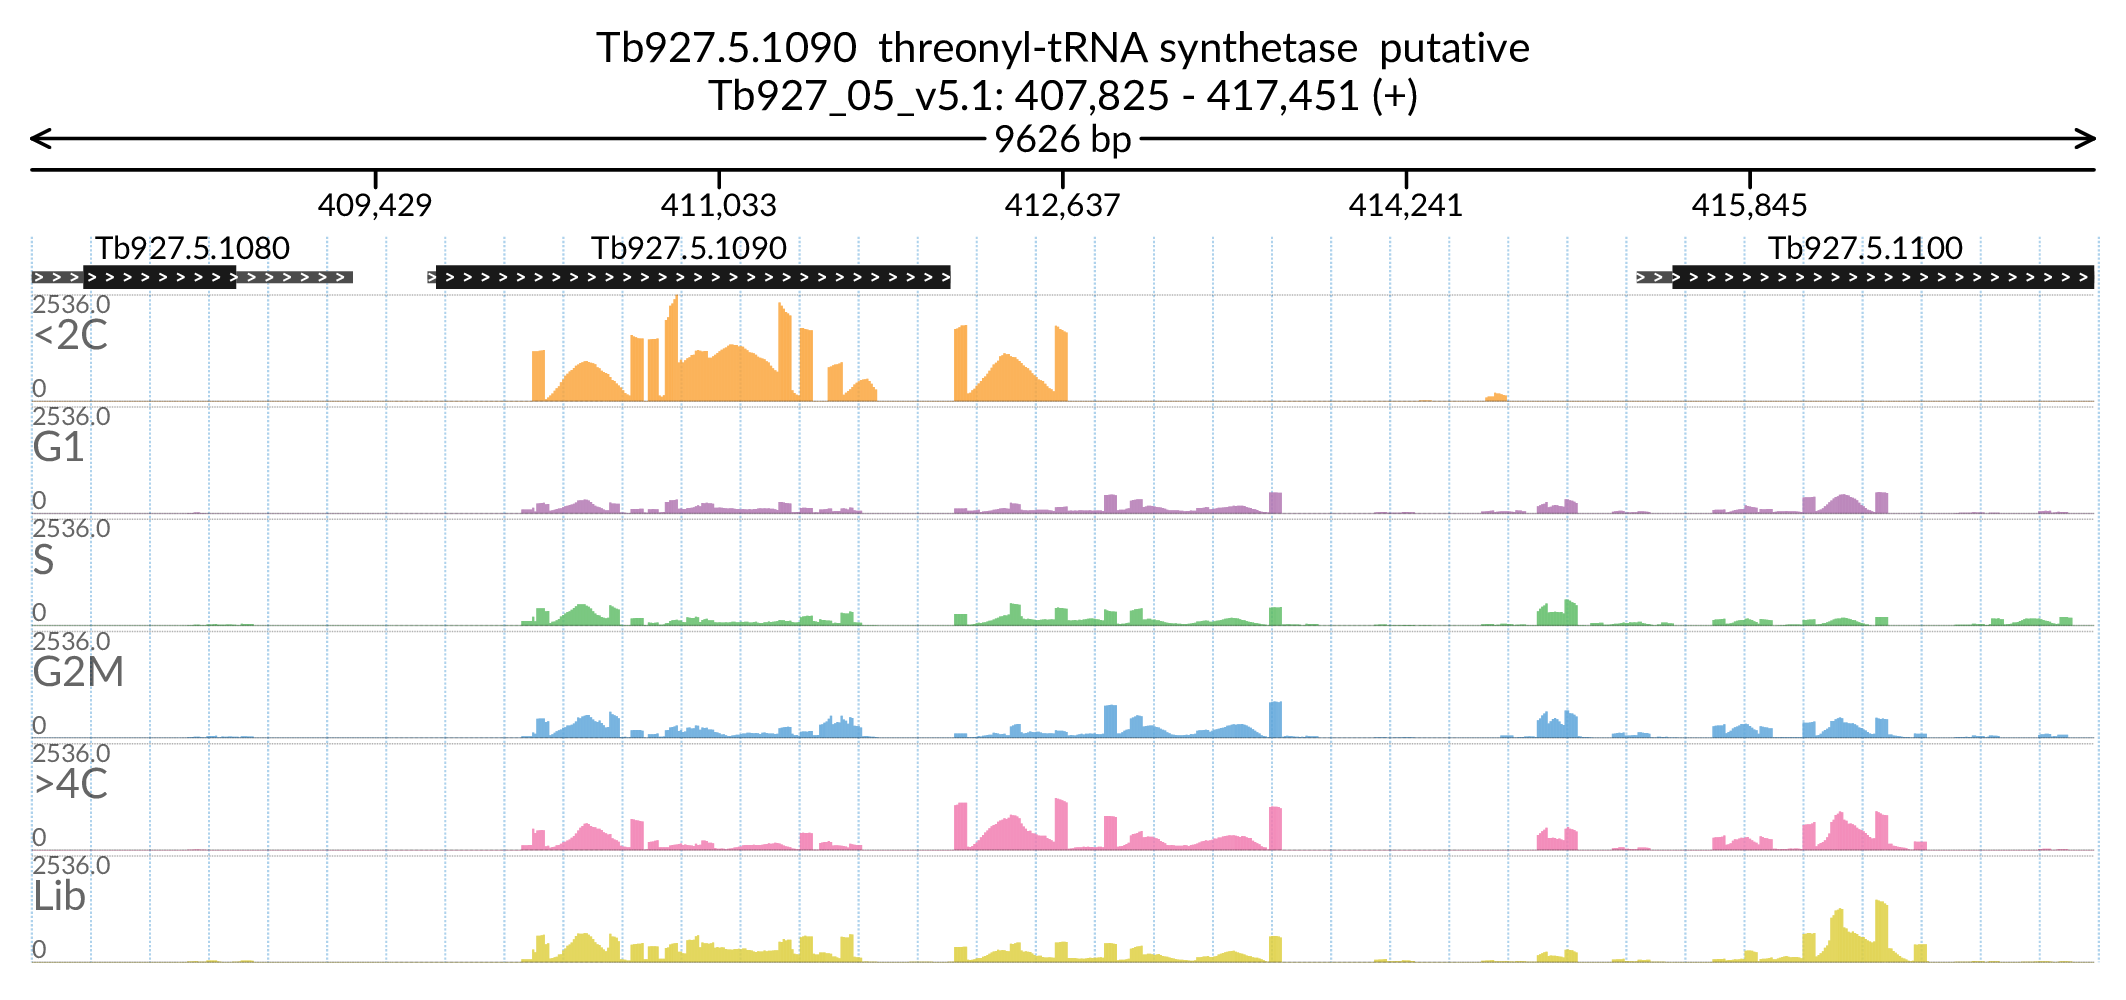 Tb927.5.1090  threonyl-tRNA synthetase  putative
Tb927_05_v5.1: 407,825 - 417,451 (+)
9626 bp
409,429 411,033 412,637 414,241 415,845
Tb927.5.1080 Tb927.5.1090 Tb927.5.1100
2536.0
<2C
0
2536.0
G1
0
2536.0
S
0
2536.0
G2M
0
2536.0
>4C
0
2536.0
Lib
0